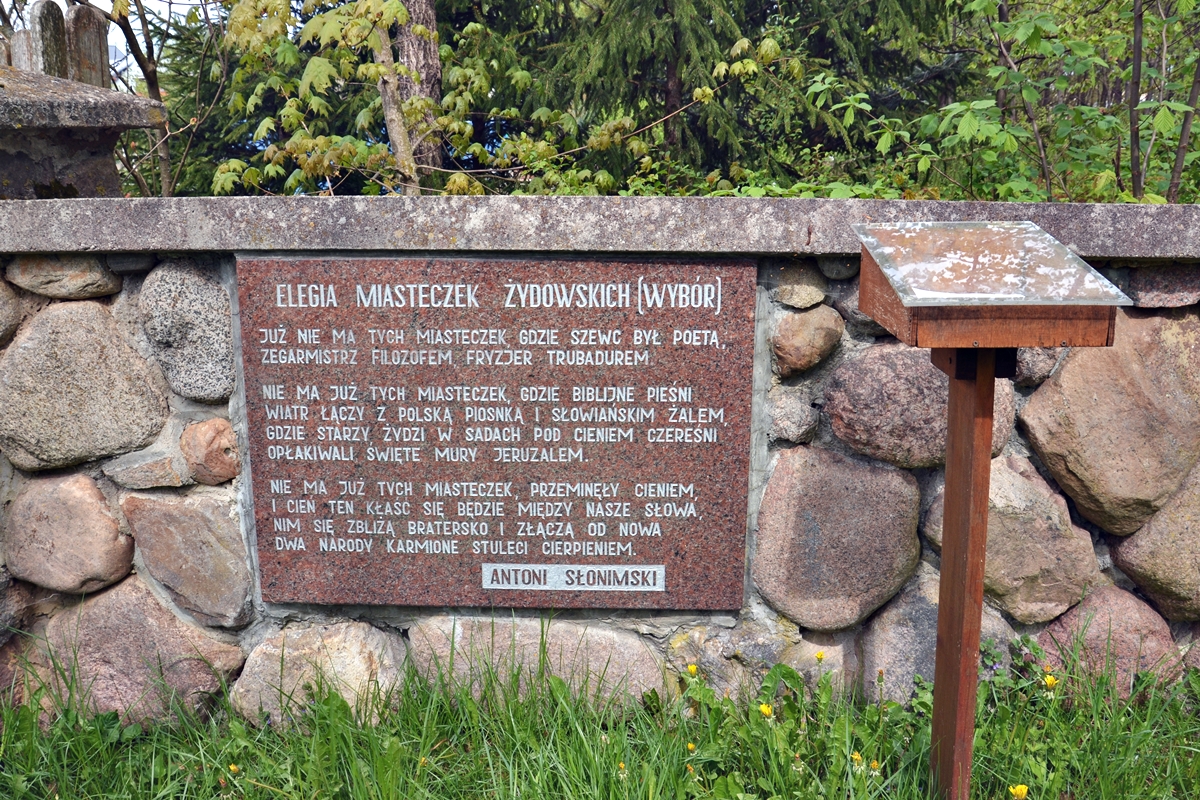 ELEGIA MIASTECZEK ŻYDOWSKICH (WYBÓR)
JUŻ NIE MA TYCH MIASTECZEK GDZIE SZEWC BYŁ POETĄ,
ZEGARMISTRZ FILOZOFEM, FRYZJER TRUBADUREM.
NIE MA JUŻ TYCH MIASTECZEK, GDZIE BIBLIJNE PIEŚNI
WIATR ŁĄCZY Z POLSKĄ PIOSNKĄ I SŁOWIAŃSKIM ŻALEM,
GDZIE STARZY ŻYDZI W SADACH POD CIENIEM CZEREŚNI
OPŁAKIWALI ŚWIĘTE MURY JERUZALEM.
NIE MA JUŻ TYCH MIASTECZEK, PRZEMINĘŁY CIENIEM,
I CIEŃ TEN KŁAŚĆ SIĘ BĘDZIE MIĘDZY NASZE SŁOWA,
NIM SIĘ ZBLIŻĄ BRATERSKO I ZŁĄCZĄ OD NOWA
DWA NARODY KARMIONE STULECI CIERPIENIEM.
ANTONI SŁONIMSKI